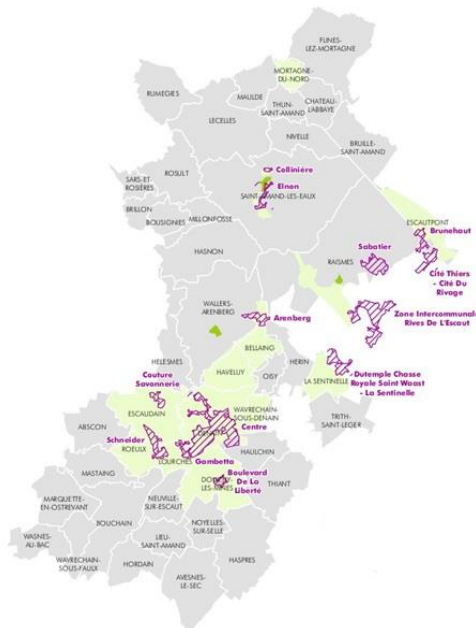 FLINES-
LEZ-MORTAGNE
MORTAGNE-
DU-NORD
RUMEGIES
MAULDE
CHATEAU-
L'ABBAYE
THUN-
SAINT-AMAND
LECELLES
NIVELLE
BRUILLE-
SAINT-AMAND
Collinière
ROSULT
SARS-ET-
ROSIÈRES
Elnon
SAINT-AMAND-LES-EAUX
BRILLON
BOUSIGNIES
MILLONFOSSE
ESCAUTPONT
Brunehaut
HASNON
Sabatier
RAISMES
Cité Thiers
- Cité Du
Rivage
WALLERS-
ARENBERG
Arenberg
Zone Intercommunale
Rives De L'Escaut
BELLAING
HELESMES
HAVELUY
OISY
HERIN
Dutemple Chasse
Royale Saint Waast
- La Sentinelle
LA SENTINELLE
Couture
Savonnerie
WAVRECHAIN-
SOUS-DENAIN
TRITH-
SAINT-LEGER
ESCAUDAIN
ABSCON
Schneider
Centre
ROEULX
LOURCHES
Gambetta
HAULCHIN
MASTAING
Boulevard
De La
Liberté
LES-MINES
THIANT
MARQUETTE-
EN-OSTREVANT
NEUVILLE-
SUR-ESCAUT
BOUCHAIN
NOYELLES-
SUR-SELLE
WASNES-
AU-BAC
LIEU-
SAINT-AMAND
WAVRECHAIN-
SOUS-FAULX
HORDAIN
HASPRES
AVESNES-
LE-SEC